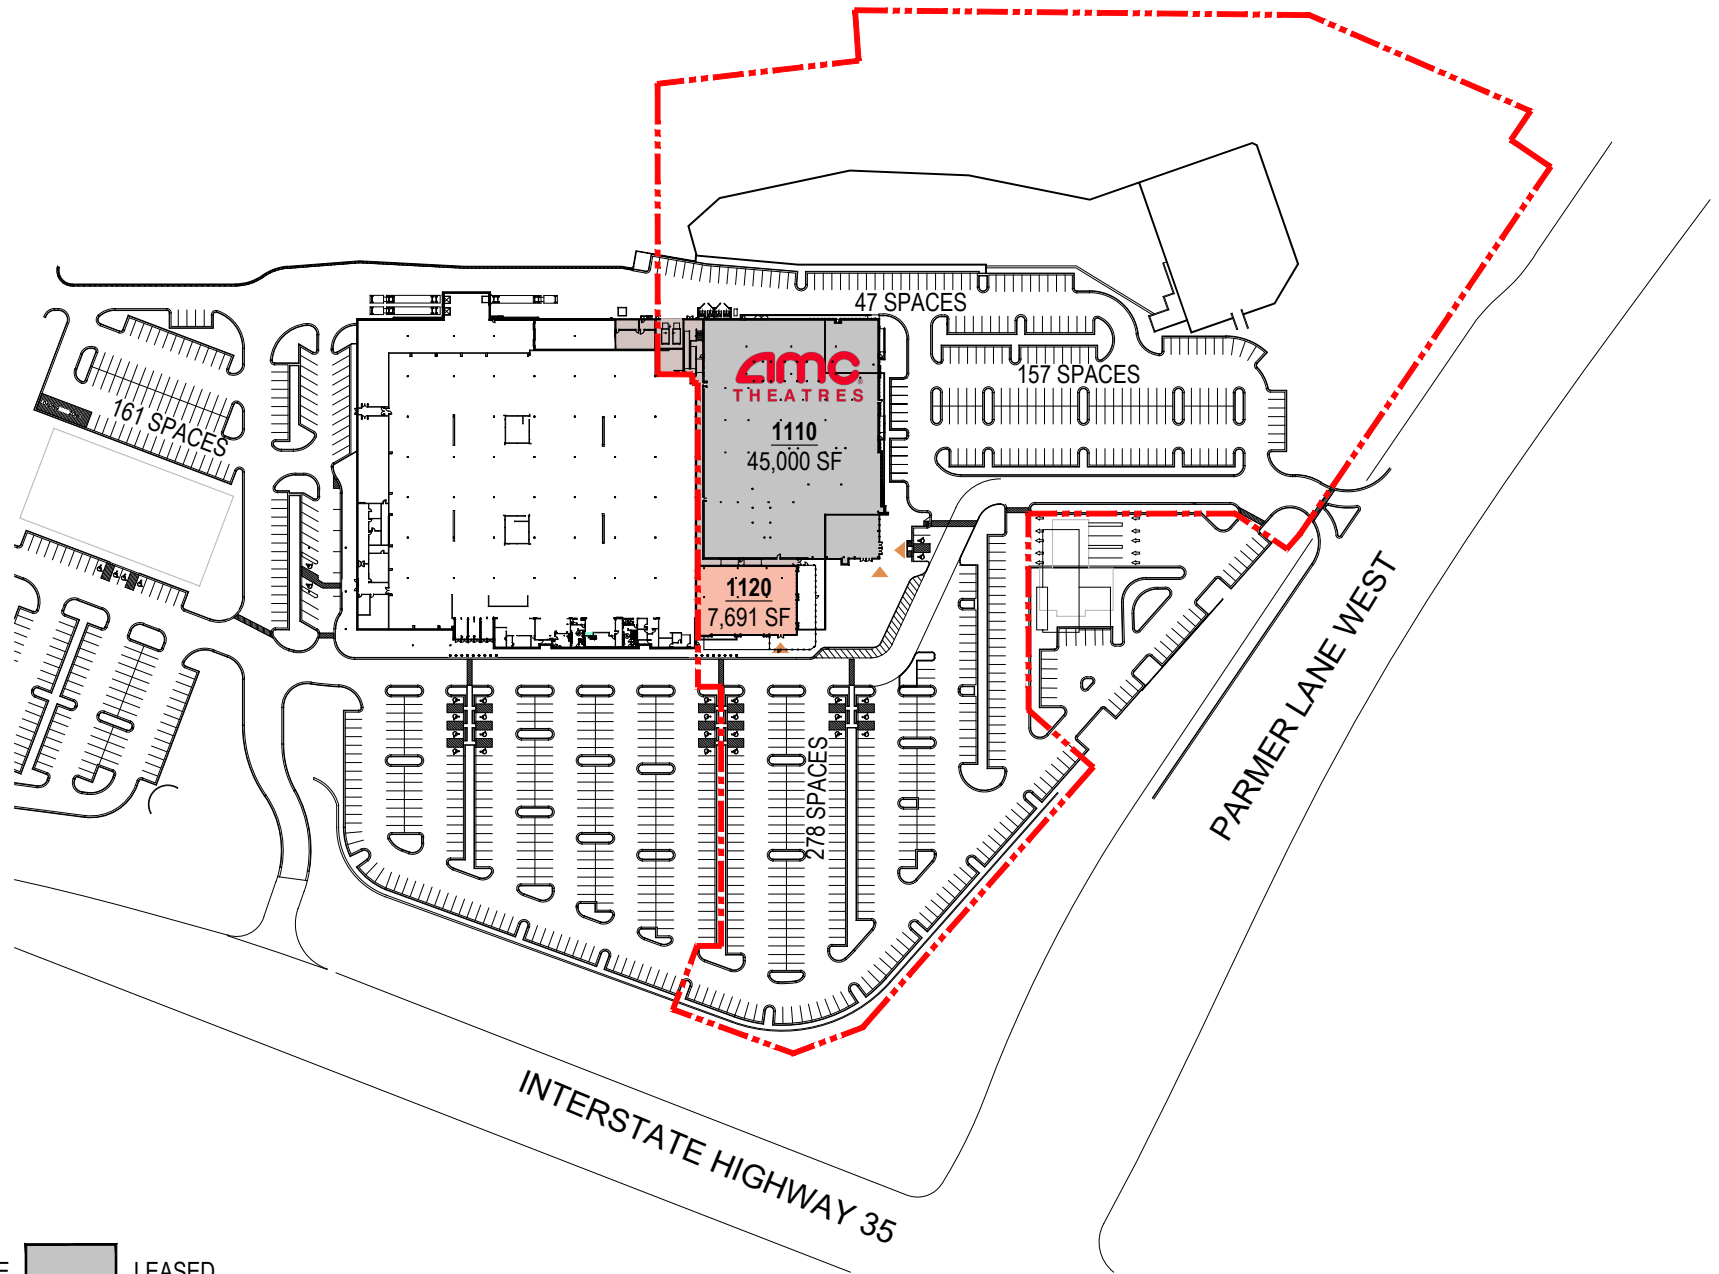 47 SPACES
amc
THEATRES
157 SPACES
161 SPACES
1110
45,000 SF
1120
7,691 SF
278 SPACES
PARMER LANE WEST
INTERSTATE HIGHWAY 35
E
LEASED